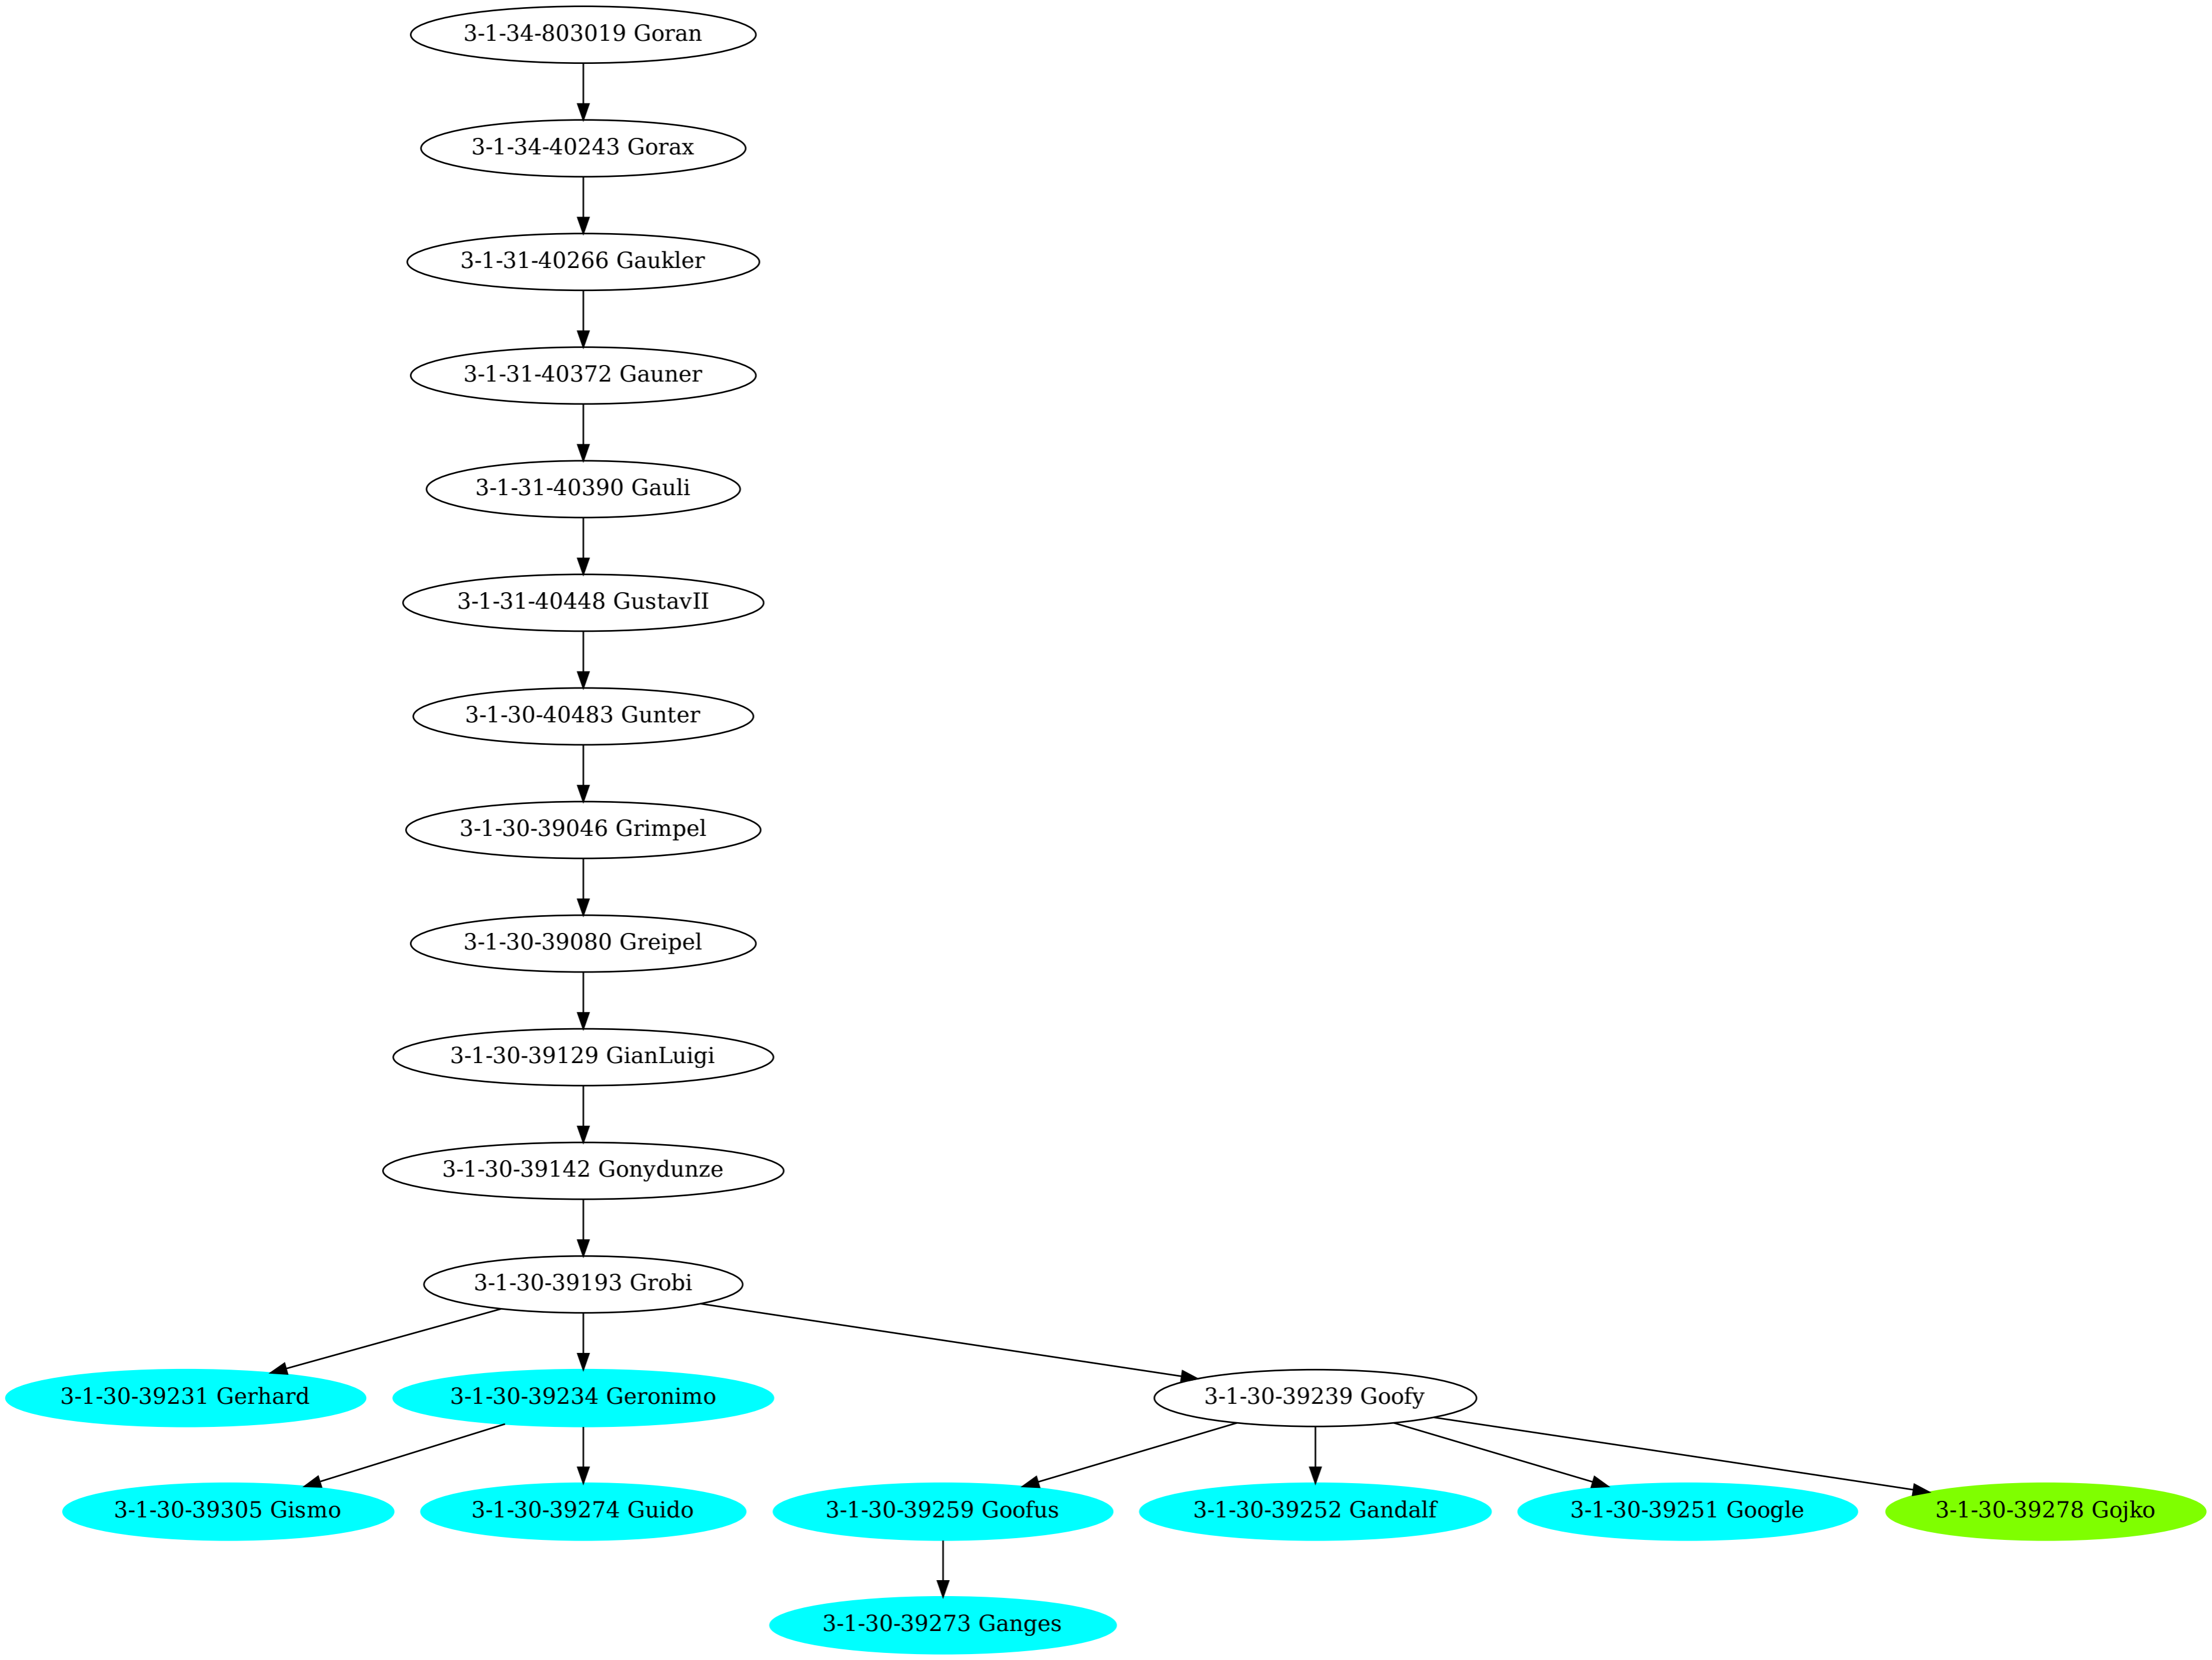 3-1-34-803019 Goran
3-1-34-40243 Gorax
3-1-31-40266 Gaukler
3-1-31-40372 Gauner
3-1-31-40390 Gauli
3-1-31-40448 GustavII
3-1-30-40483 Gunter
3-1-30-39046 Grimpel
3-1-30-39080 Greipel
3-1-30-39129 GianLuigi
3-1-30-39142 Gonydunze
3-1-30-39193 Grobi
3-1-30-39231 Gerhard
3-1-30-39234 Geronimo
3-1-30-39239 Goofy
3-1-30-39305 Gismo
3-1-30-39274 Guido
3-1-30-39259 Goofus
3-1-30-39252 Gandalf
3-1-30-39251 Google
3-1-30-39278 Gojko
3-1-30-39273 Ganges